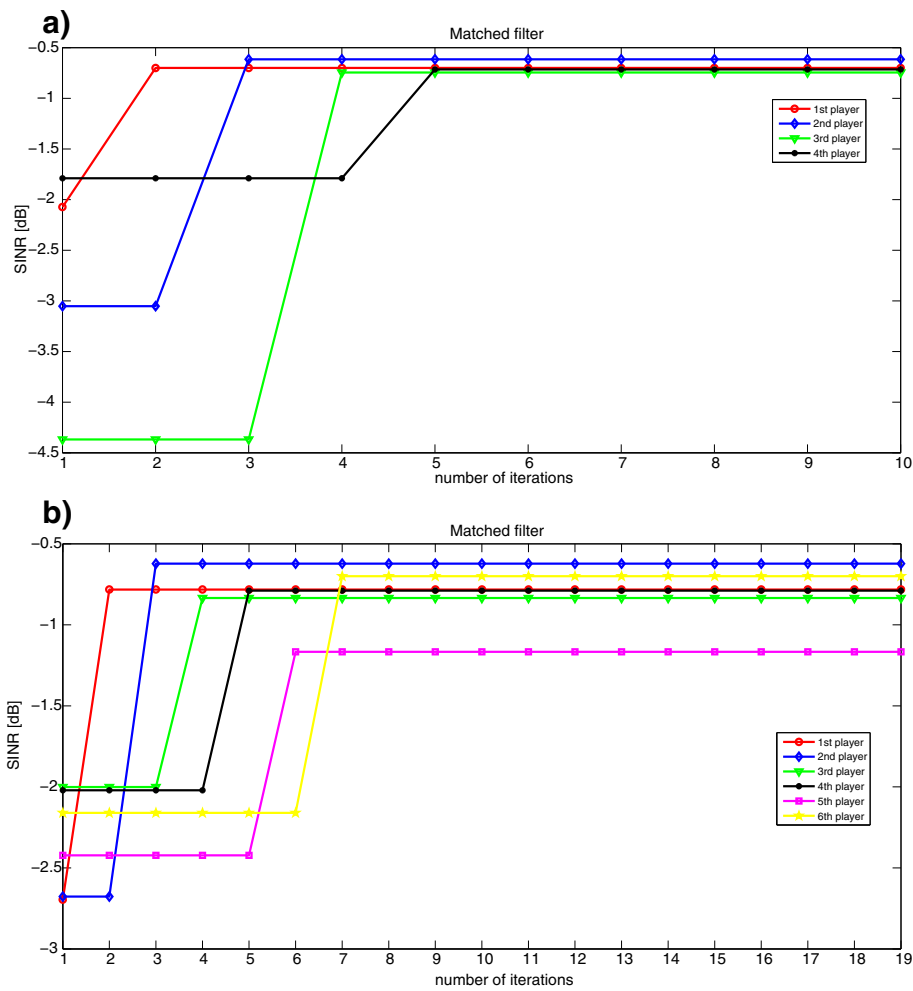 a)
Matched filter
-0.5
-1
-1.5
-2
-2.5
-3
-3.5
-4
-4.5
SINR [dB]
1 2 3 4 5 6 7 8 9 10
number of iterations
1st player
2nd player
3rd player
4th player
b)
Matched filter
-0.5
-1
-1.5
-2
-2.5
-3
SINR [dB]
1 2 3 4 5 6 7 8 9 10 11 12 13 14 15 16 17 18 19
number of iterations
1st player
2nd player
3rd player
4th player
5th player
6th player